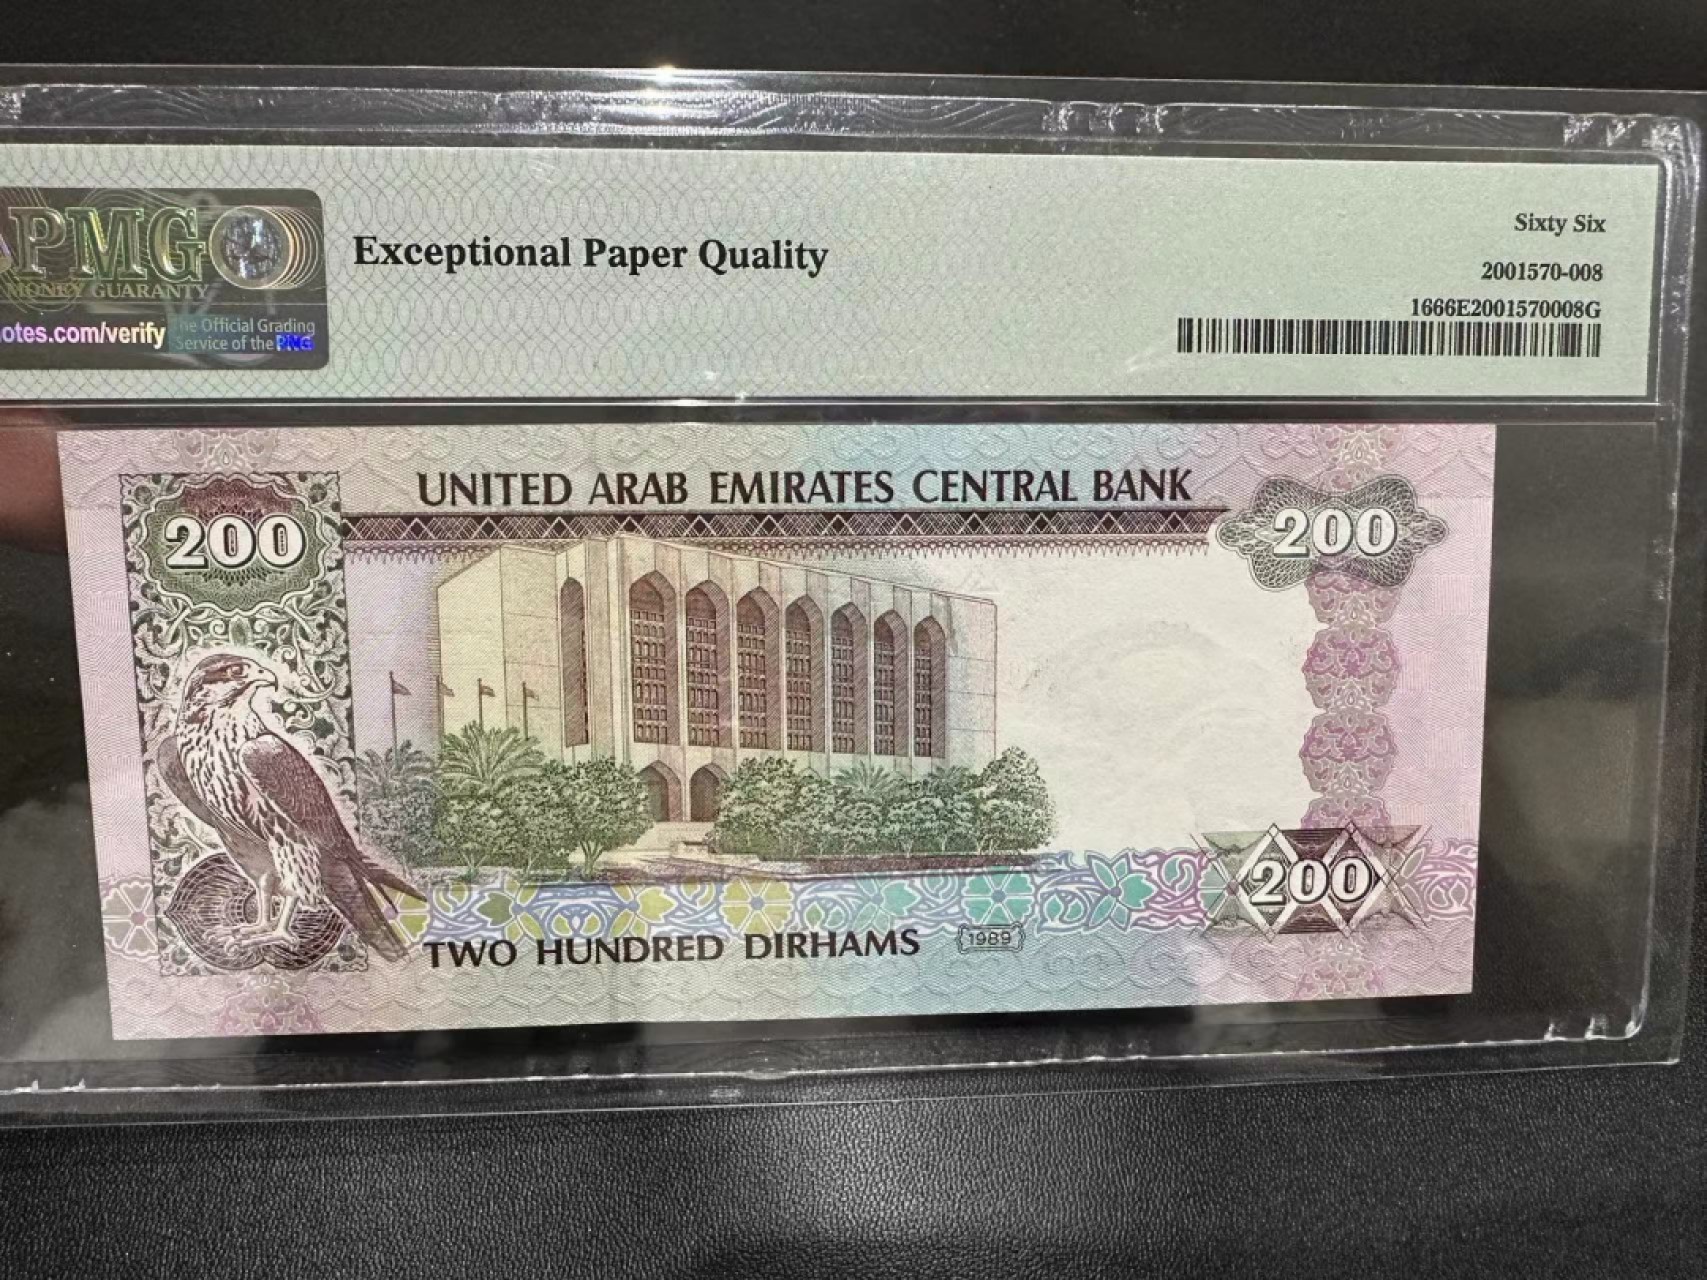 PMG
MONEY GUARANTY
otes.com/verify
The Official Grading
Service of the PNG
Exceptional Paper Quality
Sixty Six
2001570-008
1666E2001570008G
UNITED ARAB EMIRATES CENTRAL BANK
200
200
200
TWO HUNDRED DIRHAMS
1989